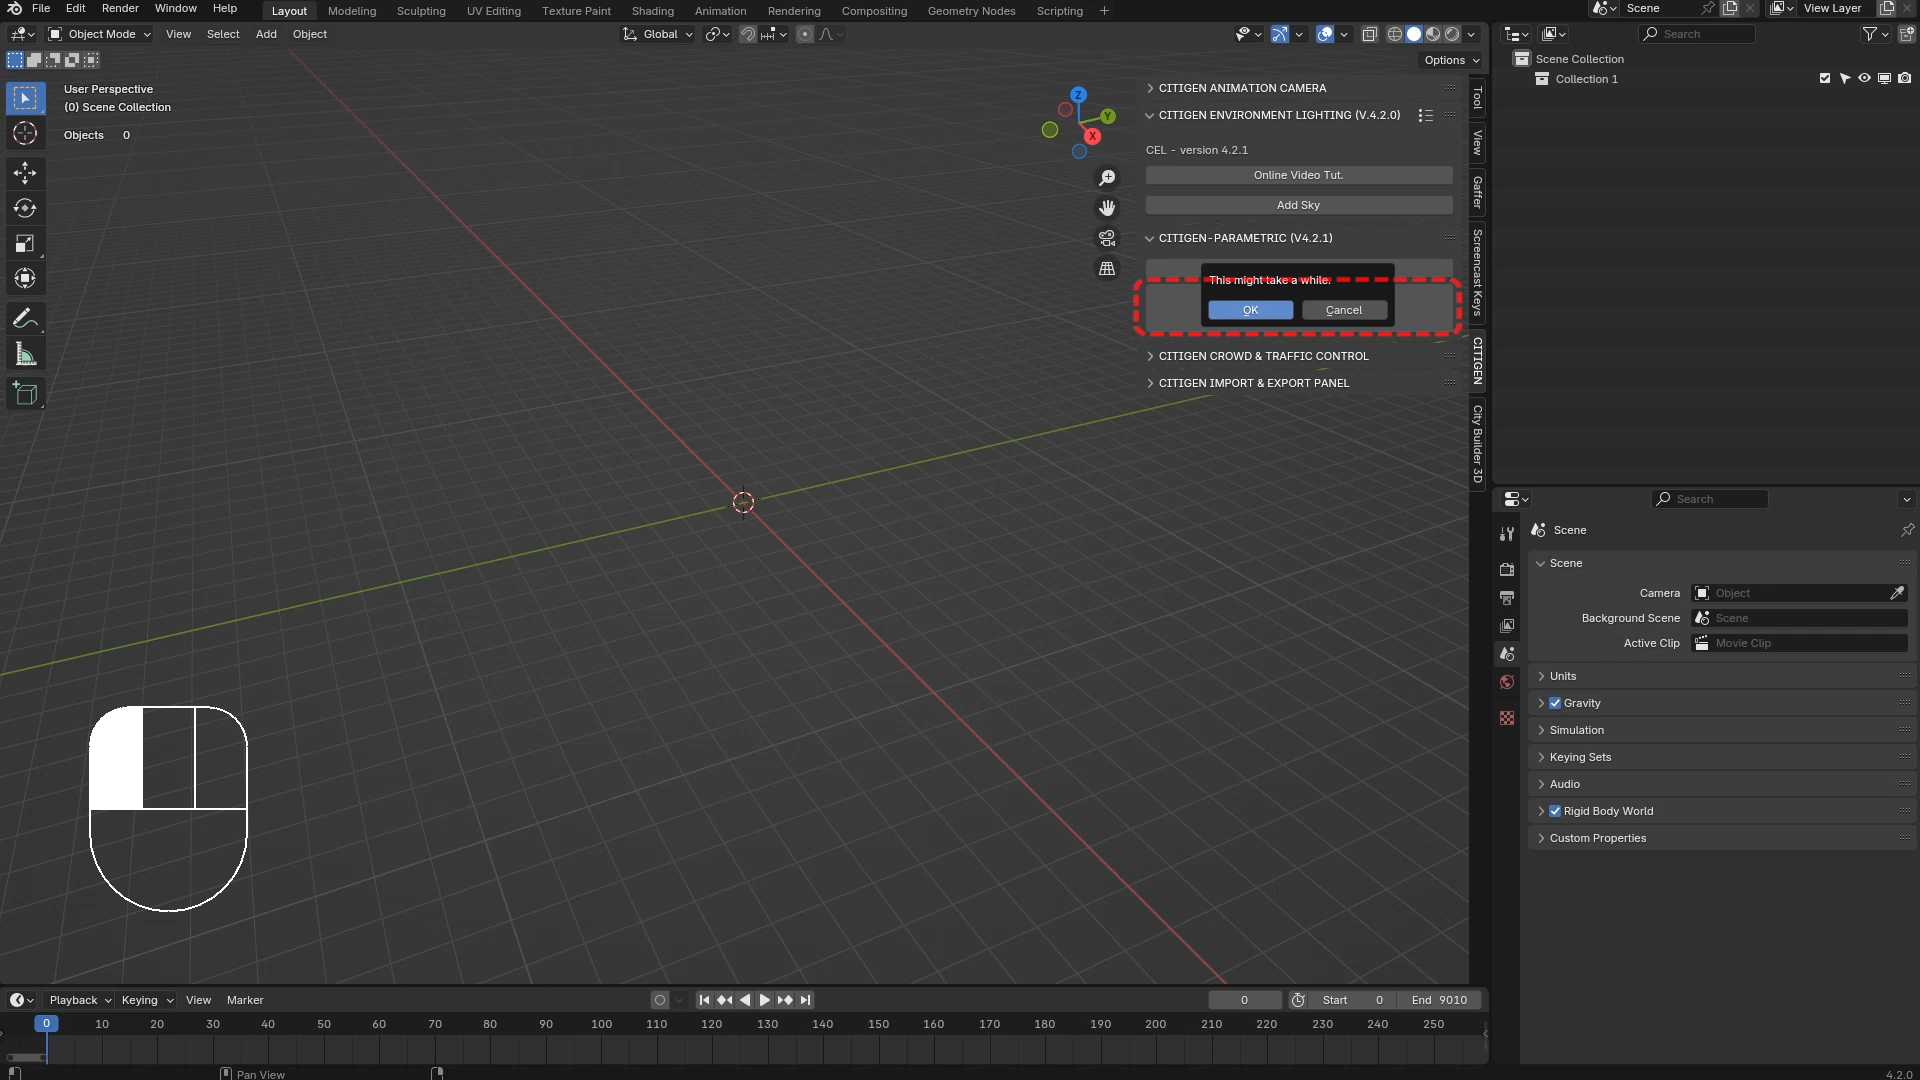 File Edit Render Window Help Layout Modeling Sculpting UV Editing Texture Paint Shading Animation Rendering Compositing Geometry Nodes Scripting + Scene View Layer
Object Mode View Select Add Object Global Search
Options
User Perspective
(0) Scene Collection
Objects 0
Z
Y
X
CITIGEN ANIMATION CAMERA
CITIGEN ENVIRONMENT LIGHTING (V.4.2.0)
CEL - version 4.2.1
Online Video Tut.
Add Sky
CITIGEN-PARAMETRIC (V4.2.1)
This might take a while.
OK Cancel
CITIGEN CROWD & TRAFFIC CONTROL
CITIGEN IMPORT & EXPORT PANEL
Tool
View
Gaffer
Screencast Keys
CITIGEN
City Builder 3D
Scene Collection
Collection 1
Search
Scene
Scene
Camera Object
Background Scene Scene
Active Clip Movie Clip
Units
Gravity
Simulation
Keying Sets
Audio
Rigid Body World
Custom Properties
Playback Keying View Marker 0 Start 0 End 9010
0 10 20 30 40 50 60 70 80 90 100 110 120 130 140 150 160 170 180 190 200 210 220 230 240 250
Pan View 4.2.0